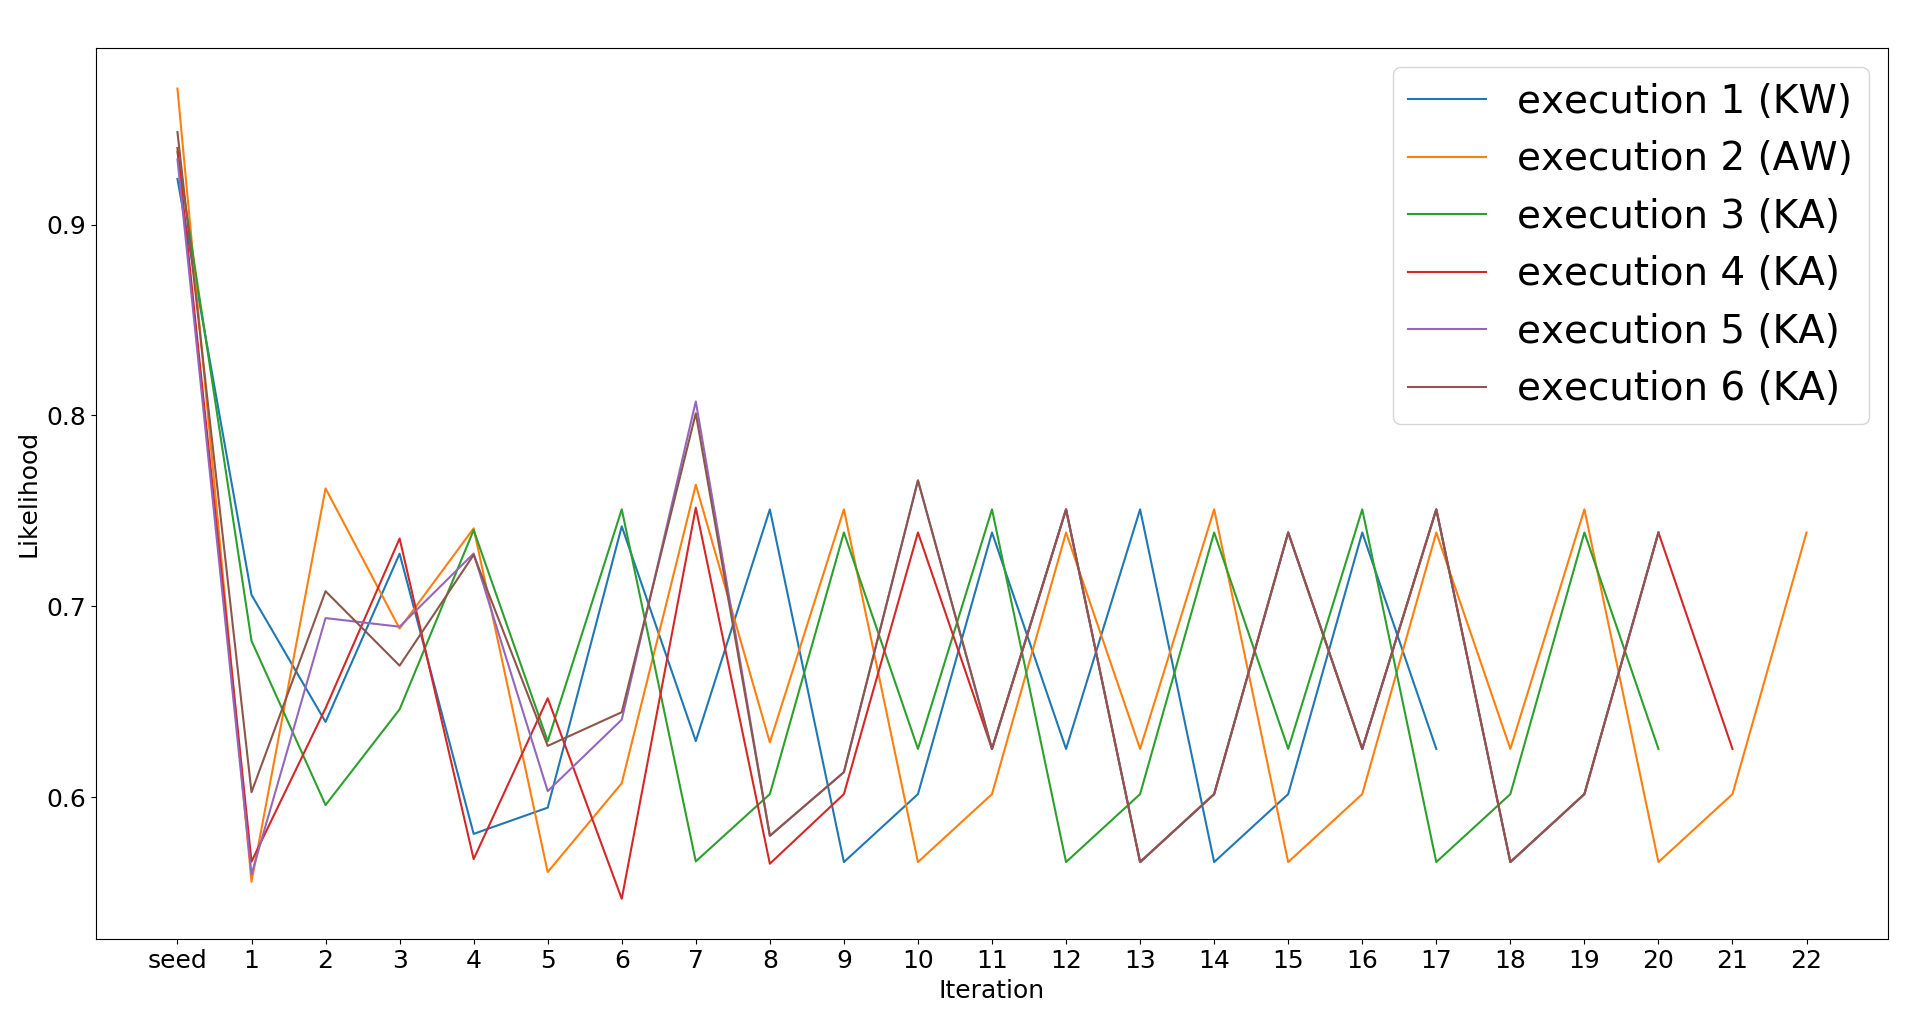 execution 1 (KW)
execution 2 (AW)
execution 3 (KA)
execution 4 (KA)
execution 5 (KA)
execution 6 (KA)
0.9
0.8
0.7
0.6
Likelihood
seed 1 2 3 4 5 6 7 8 9 10 11 12 13 14 15 16 17 18 19 20 21 22
Iteration